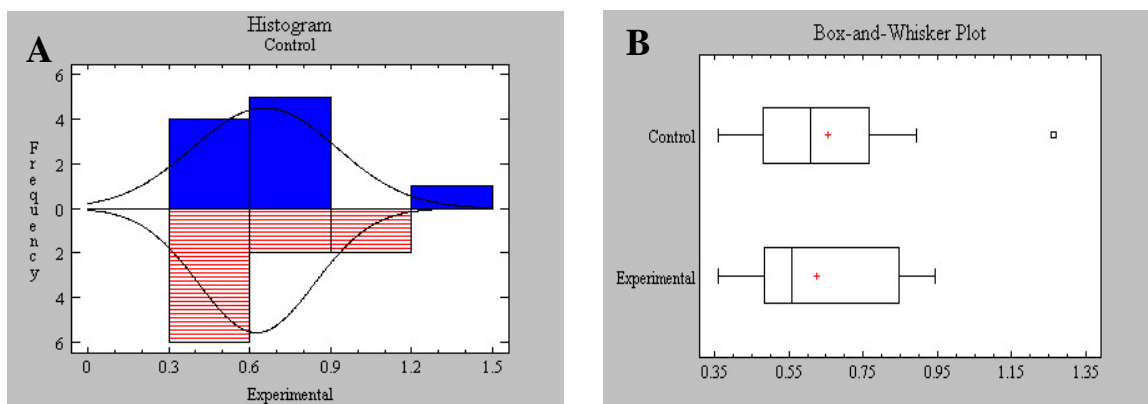 A
Histogram
Control
Frequency
6
4
2
0
2
4
6
0 0.3 0.6 0.9 1.2 1.5
Experimental
B
Box-and-Whisker Plot
Control
Experimental
0.35 0.55 0.75 0.95 1.15 1.35